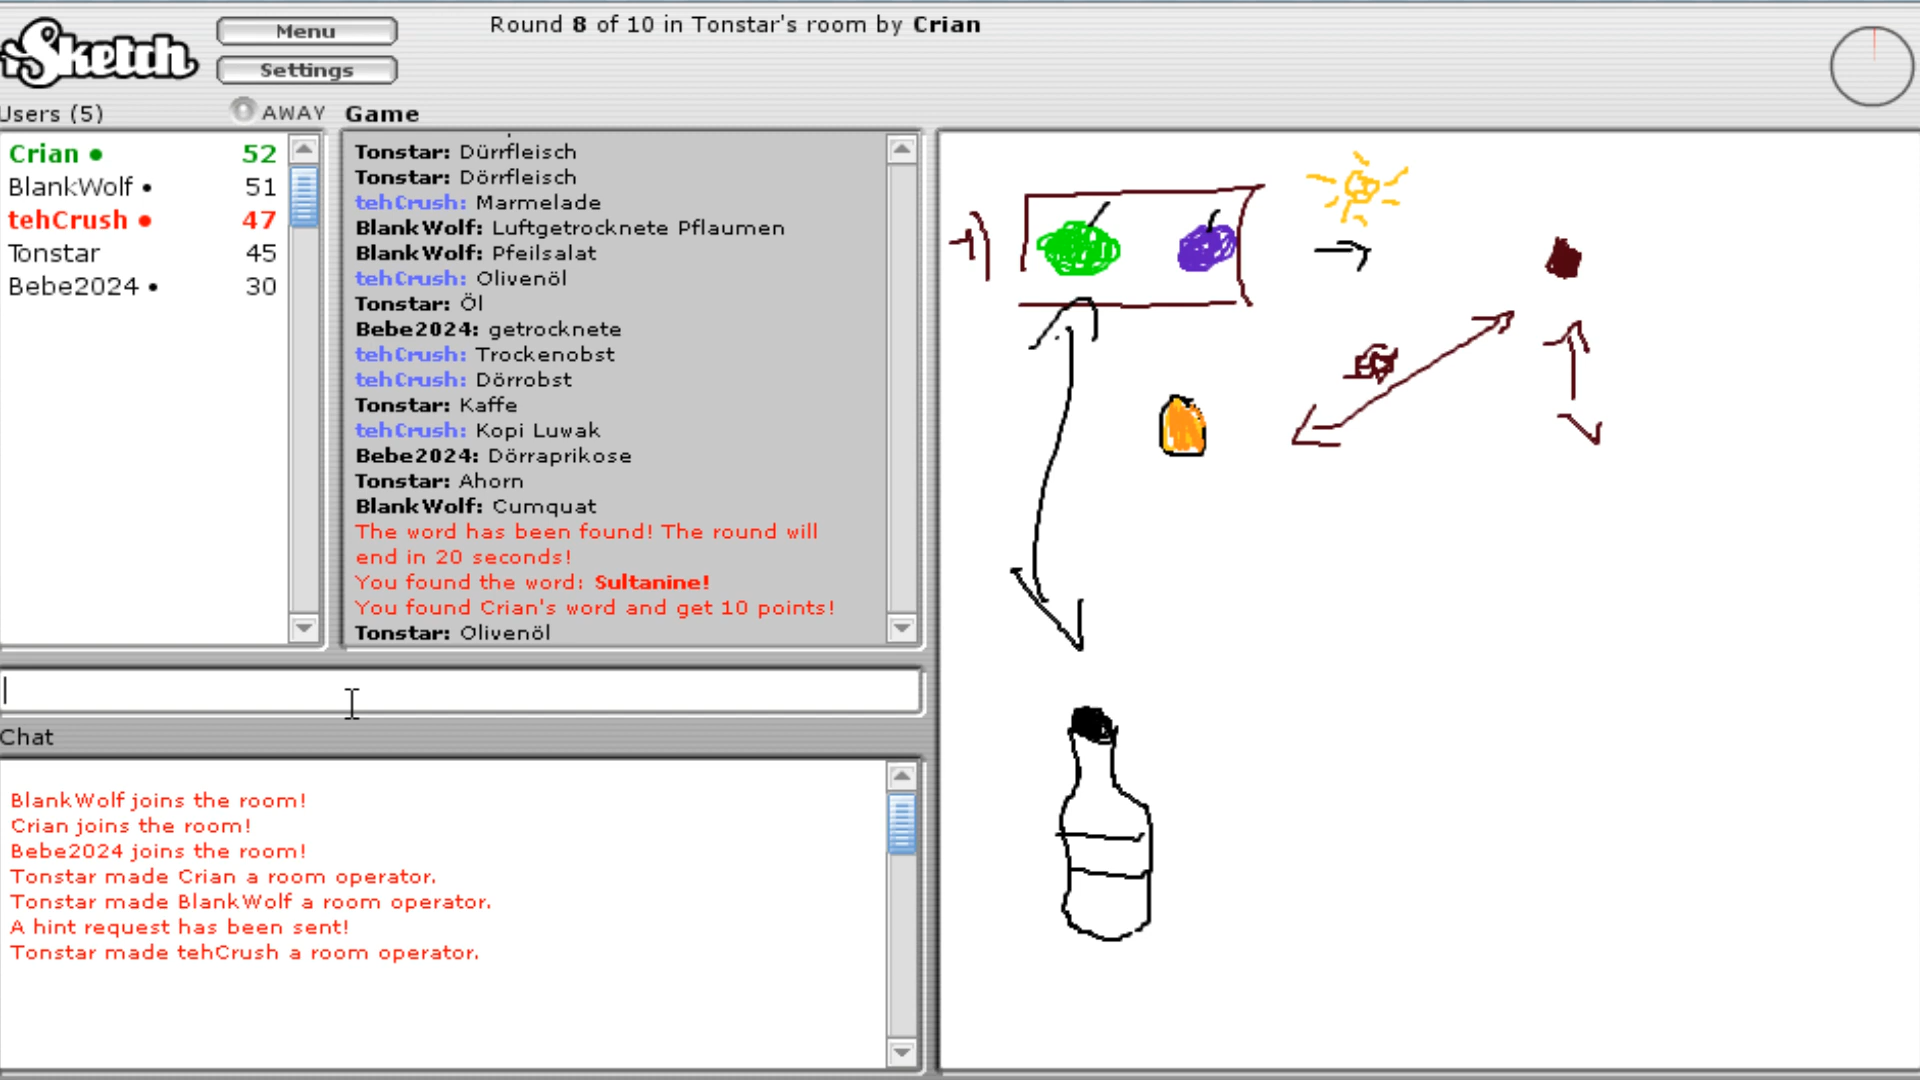 iSketch
Menu
Settings
Round 8 of 10 in Tonstar's room by Crian
Users (5)
AWAY
Game
Crian • 52
BlankWolf • 51
tehCrush • 47
Tonstar 45
Bebe2024 • 30
Tonstar: Dürrfleisch
Tonstar: Dörrfleisch
tehCrush: Marmelade
BlankWolf: Luftgetrocknete Pflaumen
BlankWolf: Pfeilsalat
tehCrush: Olivenöl
Tonstar: Öl
Bebe2024: getrocknete
tehCrush: Trockenobst
tehCrush: Dörrobst
Tonstar: Kaffe
tehCrush: Kopi Luwak
Bebe2024: Dörraprikose
Tonstar: Ahorn
BlankWolf: Cumquat
The word has been found! The round will
end in 20 seconds!
You found the word: Sultanine!
You found Crian's word and get 10 points!
Tonstar: Olivenöl
Chat
BlankWolf joins the room!
Crian joins the room!
Bebe2024 joins the room!
Tonstar made Crian a room operator.
Tonstar made BlankWolf a room operator.
A hint request has been sent!
Tonstar made tehCrush a room operator.